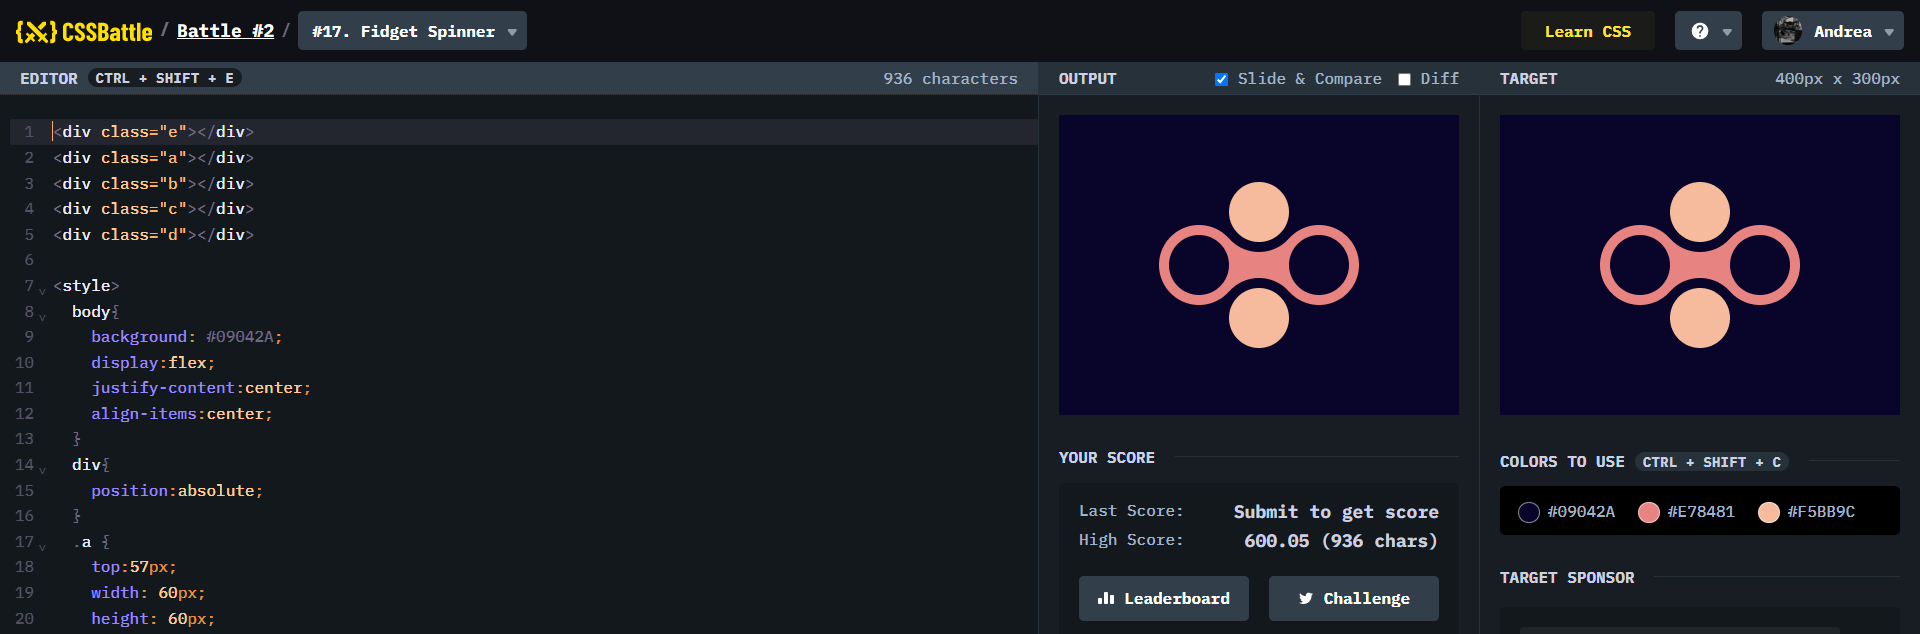 {X} CSSBattle / Battle #2 / #17. Fidget Spinner
Learn CSS
?
Andrea
EDITOR CTRL + SHIFT + E
936 characters
OUTPUT
Slide & Compare
Diff
TARGET
400px x 300px
1 <div class="e"></div>
2 <div class="a"></div>
3 <div class="b"></div>
4 <div class="c"></div>
5 <div class="d"></div>
6
7 <style>
8 body{
9 background: #09042A;
10 display:flex;
11 justify-content:center;
12 align-items:center;
13 }
14 div{
15 position:absolute;
16 }
17 .a {
18 top:57px;
19 width: 60px;
20 height: 60px;
YOUR SCORE
Last Score: Submit to get score
High Score: 600.05 (936 chars)
Leaderboard
Challenge
COLORS TO USE CTRL + SHIFT + C
#09042A #E78481 #F5BB9C
TARGET SPONSOR